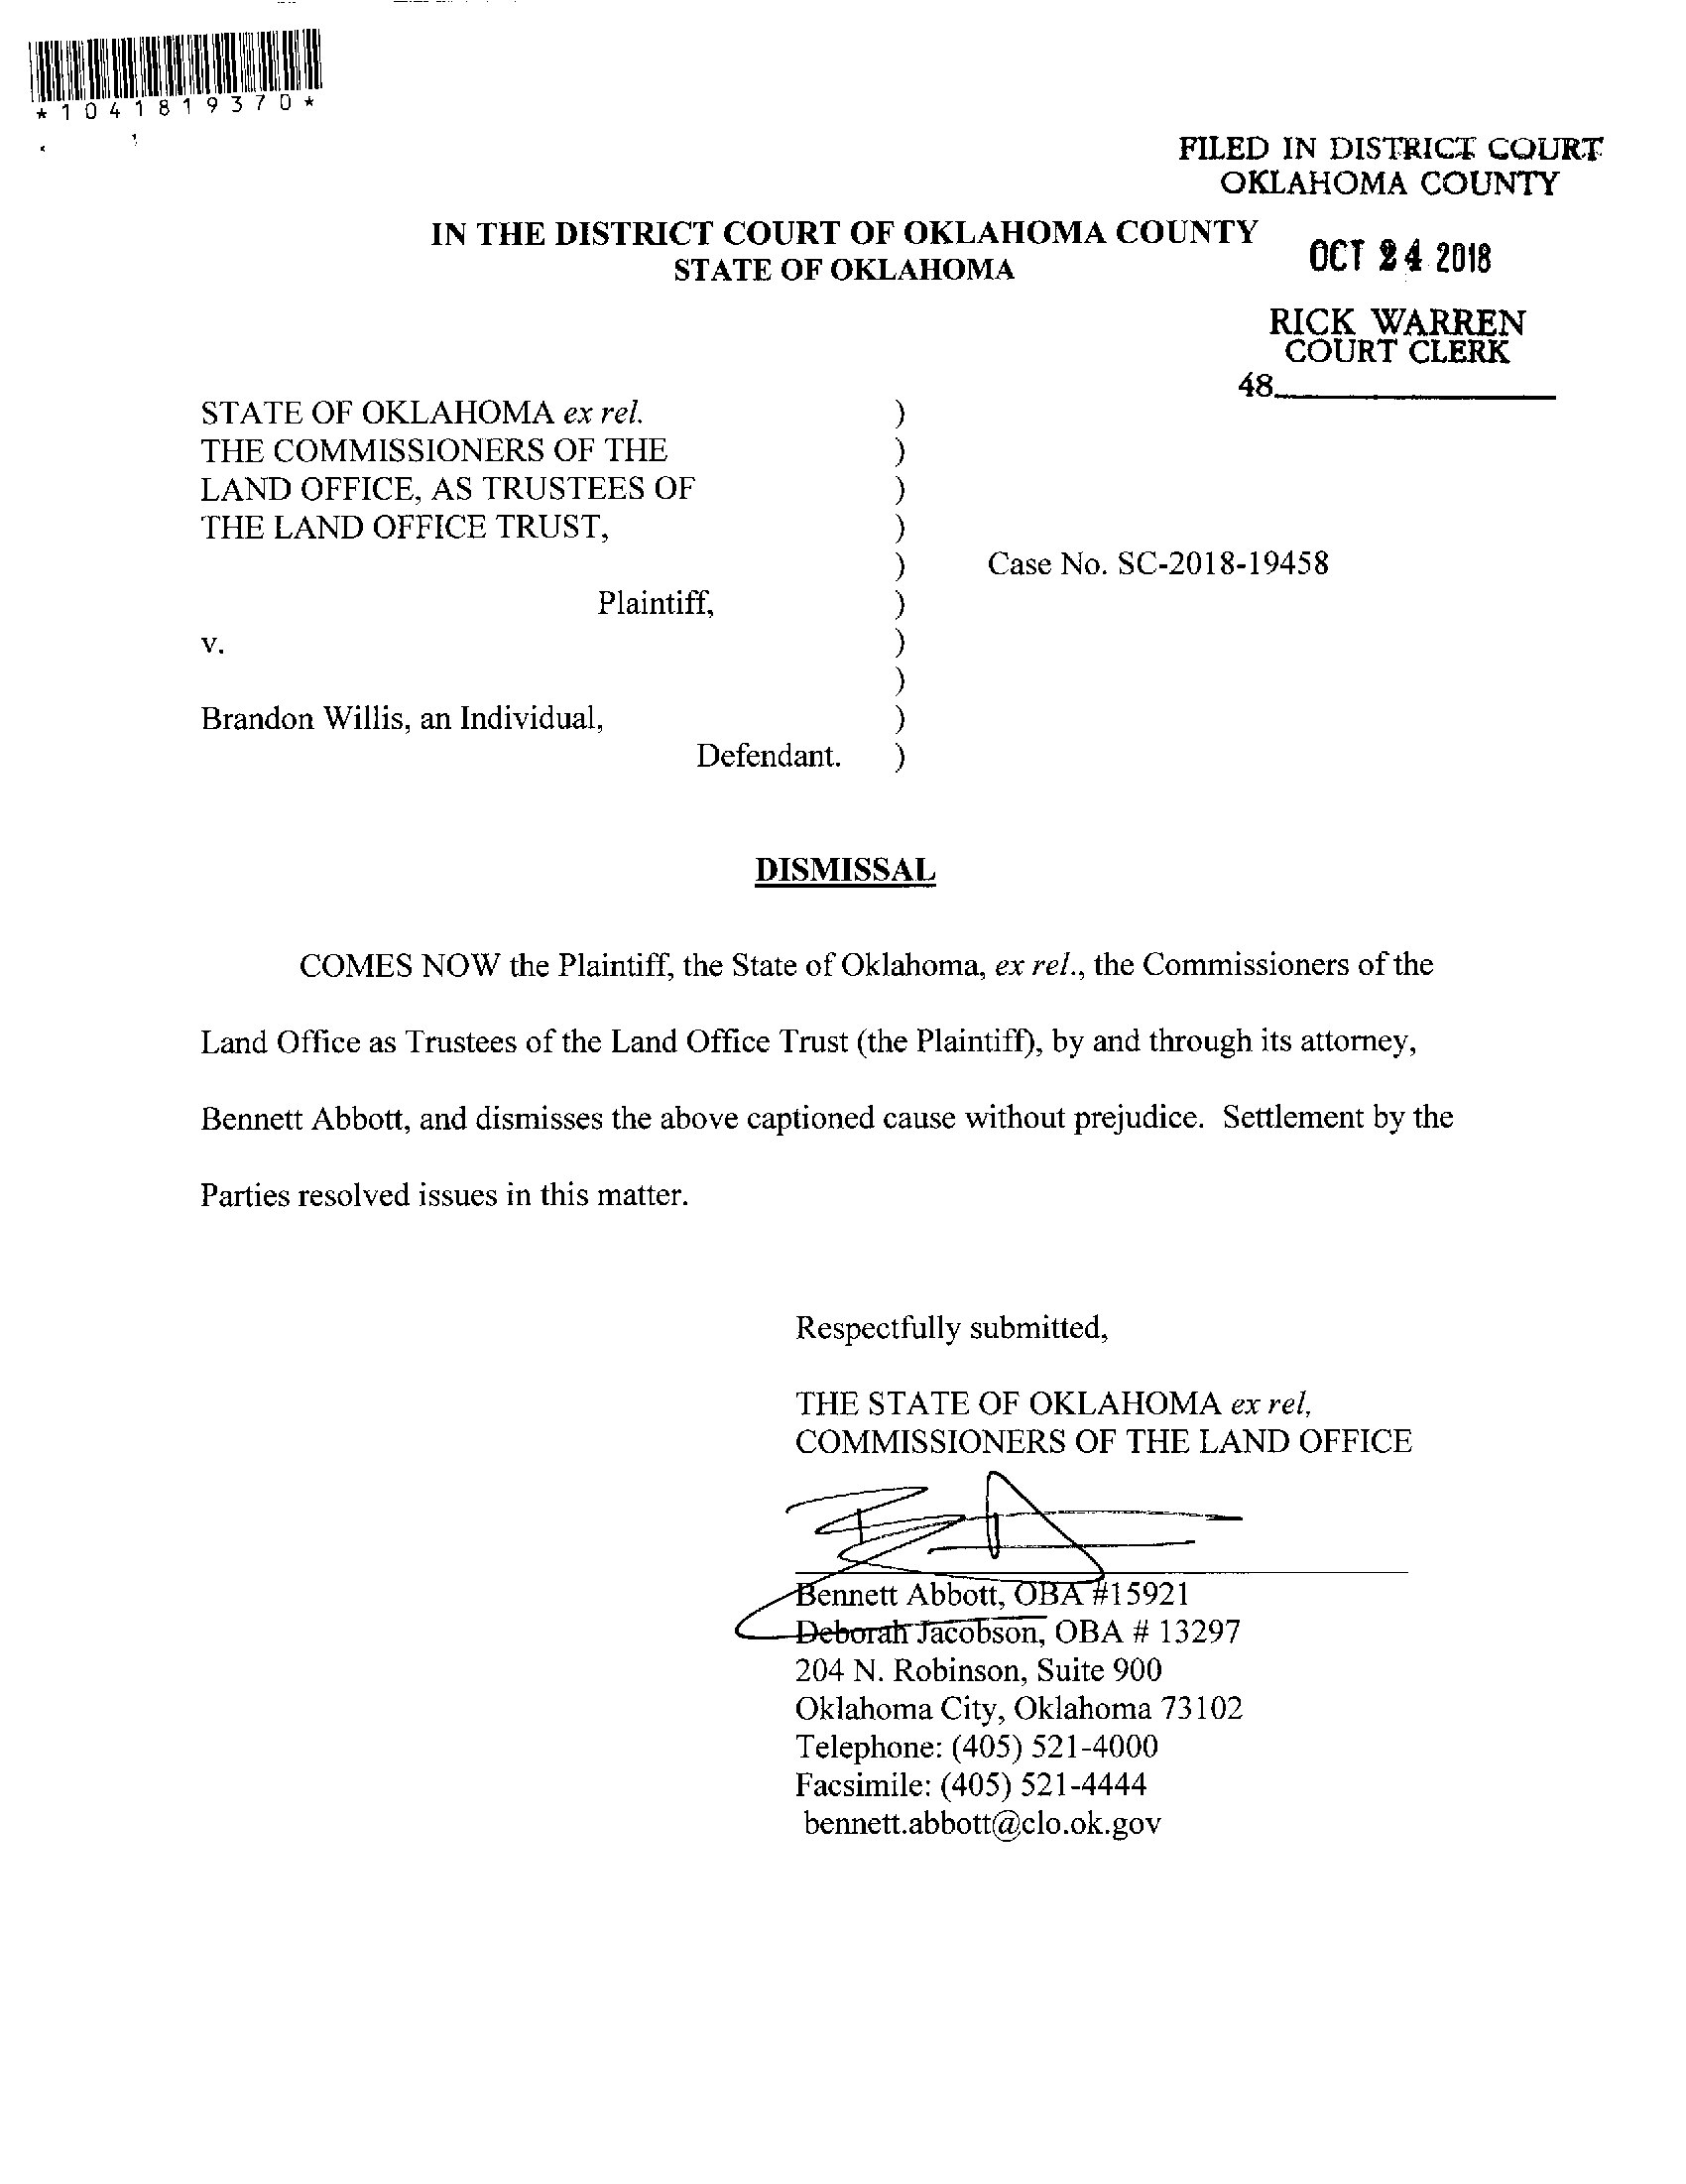 *1041819370*
FILED IN DISTRICT COURT
OKLAHOMA COUNTY
IN THE DISTRICT COURT OF OKLAHOMA COUNTY
STATE OF OKLAHOMA
OCT 24 2018
RICK WARREN
COURT CLERK
48
STATE OF OKLAHOMA ex rel. )
THE COMMISSIONERS OF THE )
LAND OFFICE, AS TRUSTEES OF )
THE LAND OFFICE TRUST, )
) Case No. SC-2018-19458
Plaintiff, )
v. )
)
Brandon Willis, an Individual, )
Defendant. )
DISMISSAL
COMES NOW the Plaintiff, the State of Oklahoma, ex rel., the Commissioners of the
Land Office as Trustees of the Land Office Trust (the Plaintiff), by and through its attorney,
Bennett Abbott, and dismisses the above captioned cause without prejudice. Settlement by the
Parties resolved issues in this matter.
Respectfully submitted,
THE STATE OF OKLAHOMA ex rel,
COMMISSIONERS OF THE LAND OFFICE
Bennett Abbott, OBA #15921
Deborah Jacobson, OBA # 13297
204 N. Robinson, Suite 900
Oklahoma City, Oklahoma 73102
Telephone: (405) 521-4000
Facsimile: (405) 521-4444
bennett.abbott@clo.ok.gov